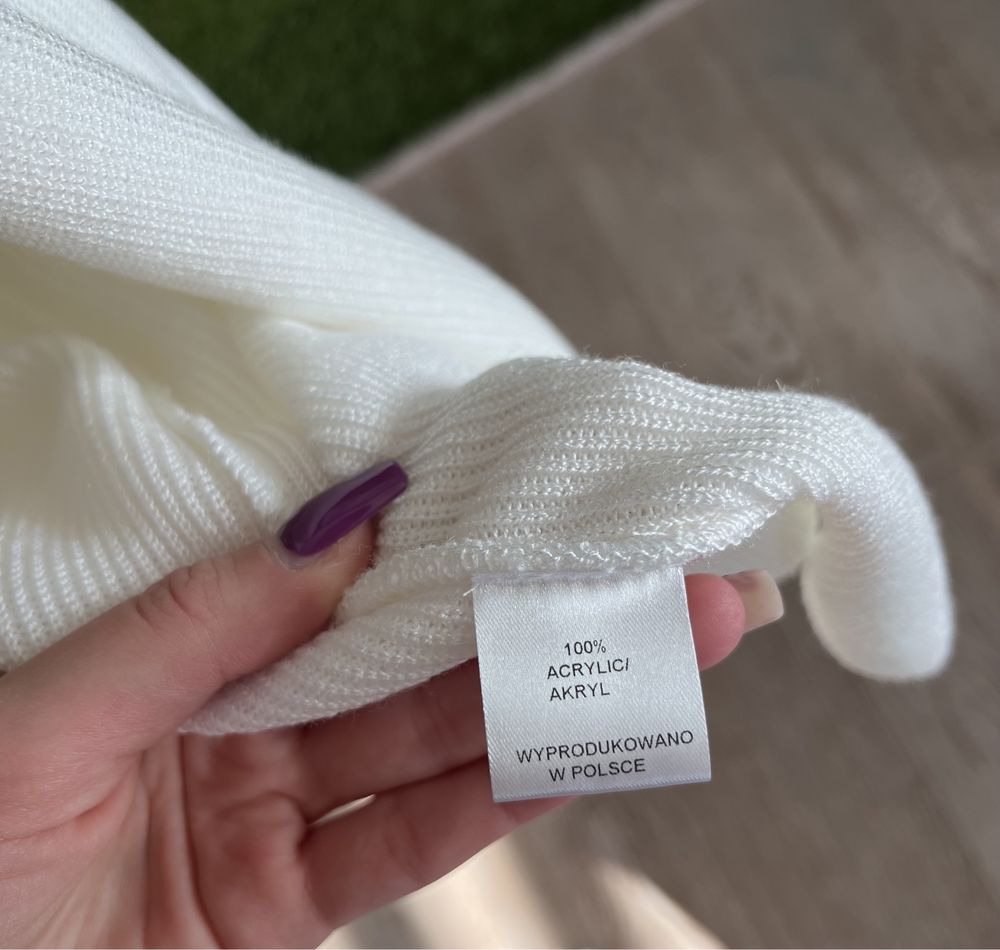 100%
ACRYLIC/
AKRYL
WYPRODUKOWANO
W POLSCE